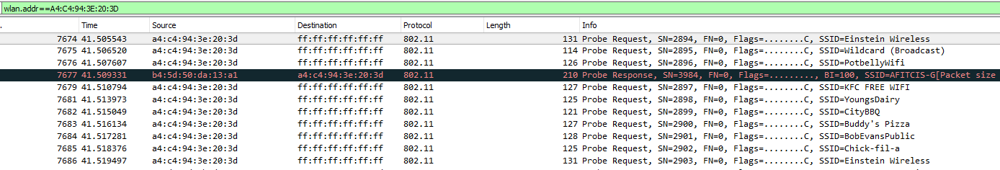 wlan.addr==A4:C4:94:3E:20:3D
. Time Source Destination Protocol Length Info
7674 41.505543 a4:c4:94:3e:20:3d ff:ff:ff:ff:ff:ff 802.11 131 Probe Request, SN=2894, FN=0, Flags=........C, SSID=Einstein Wireless
7675 41.506520 a4:c4:94:3e:20:3d ff:ff:ff:ff:ff:ff 802.11 114 Probe Request, SN=2895, FN=0, Flags=........C, SSID=Wildcard (Broadcast)
7676 41.507607 a4:c4:94:3e:20:3d ff:ff:ff:ff:ff:ff 802.11 126 Probe Request, SN=2896, FN=0, Flags=........C, SSID=PotbellyWifi
7677 41.509331 b4:5d:50:da:13:a1 a4:c4:94:3e:20:3d 802.11 210 Probe Response, SN=3984, FN=0, Flags=........., BI=100, SSID=AFITCIS-G[Packet size
7679 41.510794 a4:c4:94:3e:20:3d ff:ff:ff:ff:ff:ff 802.11 127 Probe Request, SN=2897, FN=0, Flags=........C, SSID=KFC FREE WIFI
7681 41.513973 a4:c4:94:3e:20:3d ff:ff:ff:ff:ff:ff 802.11 125 Probe Request, SN=2898, FN=0, Flags=........C, SSID=YoungsDairy
7682 41.515049 a4:c4:94:3e:20:3d ff:ff:ff:ff:ff:ff 802.11 121 Probe Request, SN=2899, FN=0, Flags=........C, SSID=CityBBQ
7683 41.516134 a4:c4:94:3e:20:3d ff:ff:ff:ff:ff:ff 802.11 127 Probe Request, SN=2900, FN=0, Flags=........C, SSID=Buddy's Pizza
7684 41.517281 a4:c4:94:3e:20:3d ff:ff:ff:ff:ff:ff 802.11 128 Probe Request, SN=2901, FN=0, Flags=........C, SSID=BobEvansPublic
7685 41.518376 a4:c4:94:3e:20:3d ff:ff:ff:ff:ff:ff 802.11 125 Probe Request, SN=2902, FN=0, Flags=........C, SSID=Chick-fil-a
7686 41.519497 a4:c4:94:3e:20:3d ff:ff:ff:ff:ff:ff 802.11 131 Probe Request, SN=2903, FN=0, Flags=........C, SSID=Einstein Wireless